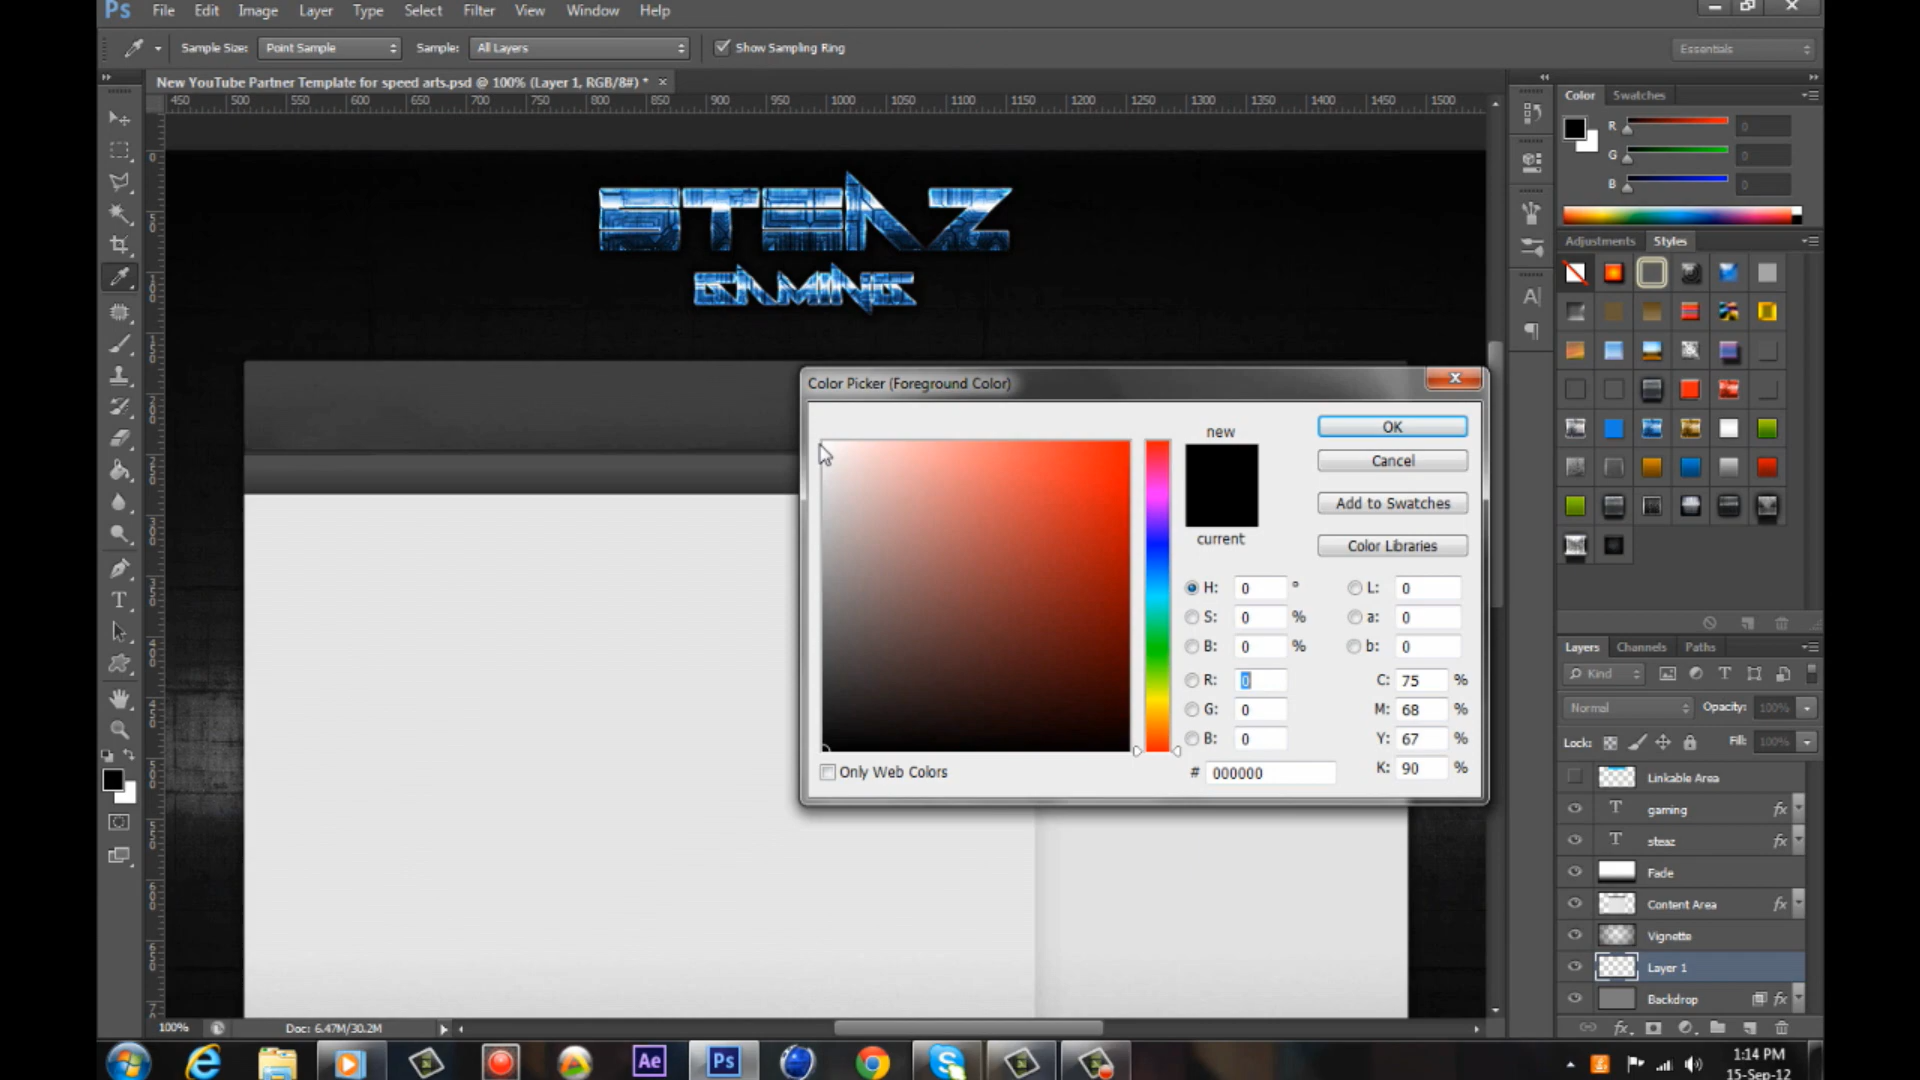 Ps File Edit Image Layer Type Select Filter View Window Help
Sample Size: Point Sample Sample: All Layers Show Sampling Ring Essentials
New YouTube Partner Template for speed arts.psd @ 100% (Layer 1, RGB/8#) * ×
450 500 550 600 650 700 750 800 850 900 950 1000 1050 1100 1150 1200 1250 1300 1350 1400 1450 1500
Color Swatches
R 0
G 0
B 0
STEAZ
GAMING
Adjustments Styles
Color Picker (Foreground Color)
new
current
OK
Cancel
Add to Swatches
Color Libraries
H: 0 °
S: 0 %
B: 0 %
R: 0
G: 0
B: 0
L: 0
a: 0
b: 0
C: 75 %
M: 68 %
Y: 67 %
K: 90 %
# 000000
Only Web Colors
Layers Channels Paths
Kind
Normal Opacity: 100%
Lock: Fill: 100%
Linkable Area
gaming fx
steaz fx
Fade
Content Area fx
Vignette
Layer 1
Backdrop fx
100% Doc: 6.47M/30.2M
Ae Ps
1:14 PM
15-Sep-12